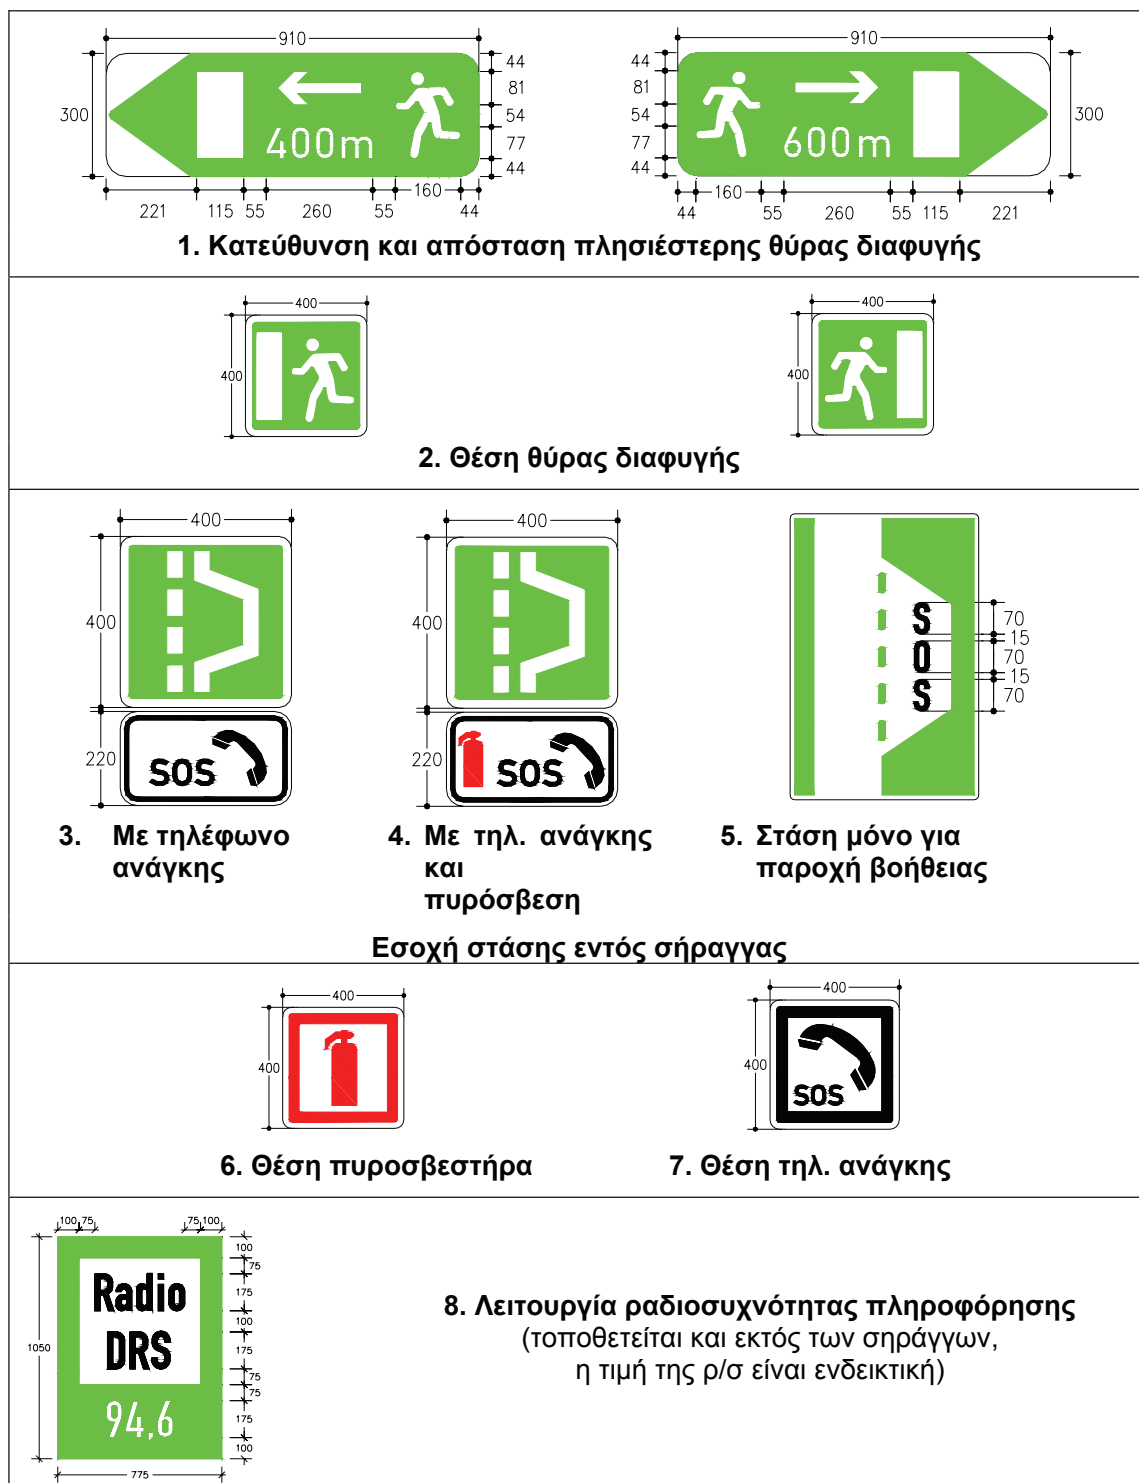 910
910
300
44
81
54
77
44
400m
221 115 55 260 55 160 44
44
81
54
77
44
600m
300
44 160 55 260 55 115 221
1. Κατεύθυνση και απόσταση πλησιέστερης θύρας διαφυγής
400
400
400
400
2. Θέση θύρας διαφυγής
400
400
220
SOS
400
400
220
SOS
S
O
S
70
15
70
15
70
3. Με τηλέφωνο
ανάγκης
4. Με τηλ. ανάγκης
και
πυρόσβεση
5. Στάση μόνο για
παροχή βοήθειας
Εσοχή στάσης εντός σήραγγας
400
400
400
400
SOS
6. Θέση πυροσβεστήρα
7. Θέση τηλ. ανάγκης
100 75 75 100
1050
Radio
DRS
94,6
100
75
175
100
175
75
75
175
100
775
8. Λειτουργία ραδιοσυχνότητας πληροφόρησης
(τοποθετείται και εκτός των σηράγγων,
η τιμή της ρ/σ είναι ενδεικτική)